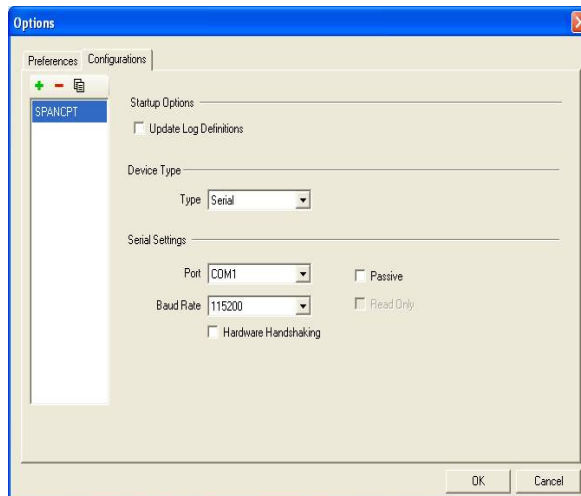 Options
Preferences Configurations
SPANCPT
Startup Options
Update Log Definitions
Device Type
Type Serial
Serial Settings
Port COM1 Passive
Baud Rate 115200 Read Only
Hardware Handshaking
OK Cancel